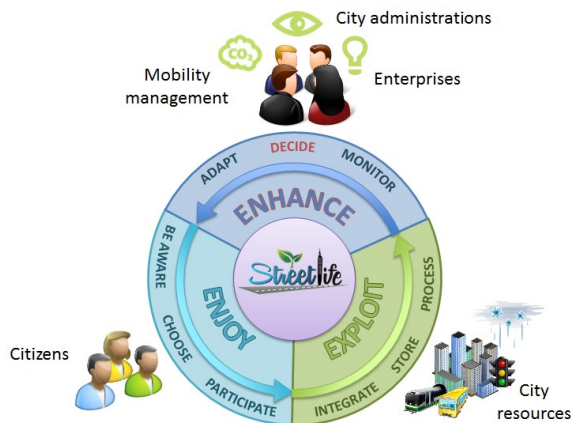 City administrations
CO2
Mobility
management
Enterprises
ADAPT
DECIDE
MONITOR
ENHANCE
BE AWARE
CHOOSE
PARTICIPATE
ENJOY
Streetlife
EXPLOIT
INTEGRATE
STORE
PROCESS
Citizens
City
resources